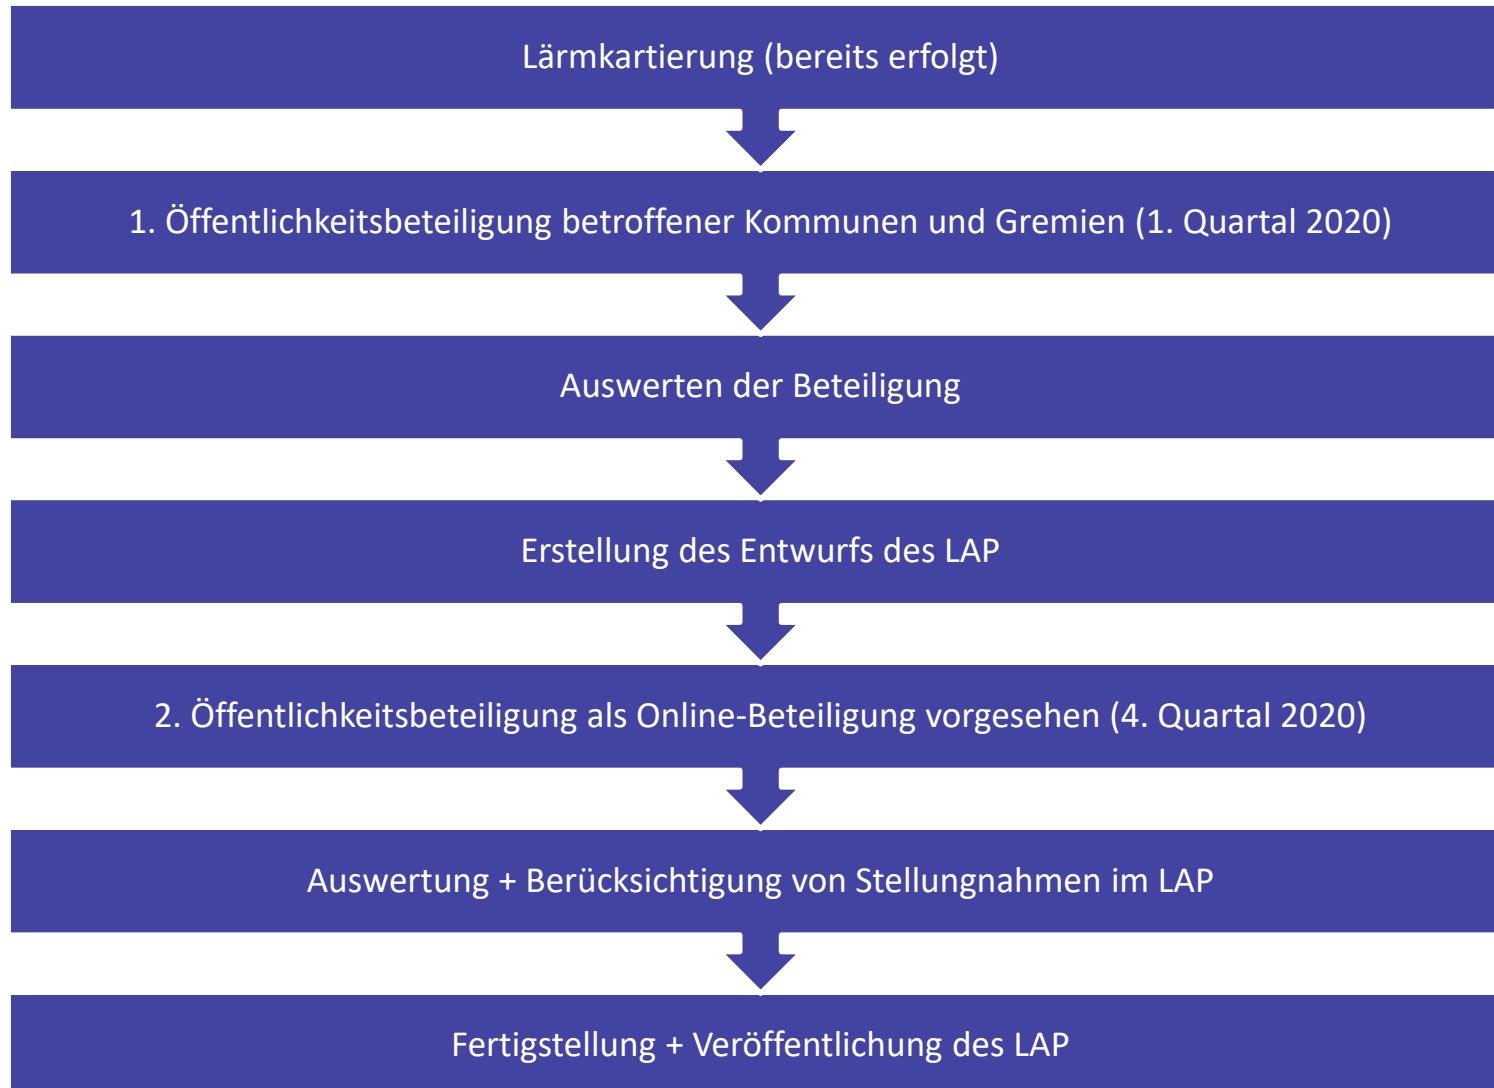 Lärmkartierung (bereits erfolgt)
1. Öffentlichkeitsbeteiligung betroffener Kommunen und Gremien (1. Quartal 2020)
Auswerten der Beteiligung
Erstellung des Entwurfs des LAP
2. Öffentlichkeitsbeteiligung als Online-Beteiligung vorgesehen (4. Quartal 2020)
Auswertung + Berücksichtigung von Stellungnahmen im LAP
Fertigstellung + Veröffentlichung des LAP